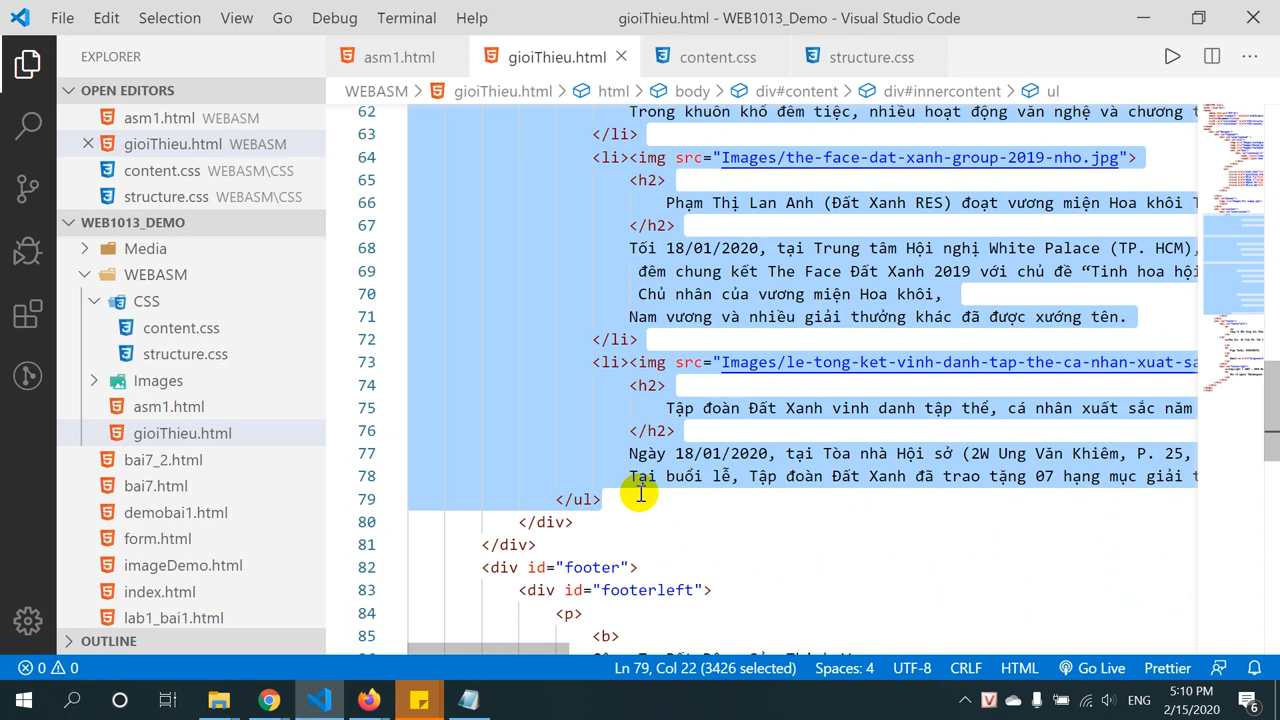 File Edit Selection View Go Debug Terminal Help gioiThieu.html - WEB1013_Demo - Visual Studio Code
EXPLORER
asm1.html gioiThieu.html content.css structure.css
OPEN EDITORS
WEBASM > gioiThieu.html > html > body > div#content > div#innercontent > ul
asm1.html WEBASM
gioiThieu.html WEBASM
content.css WEBASM\CSS
structure.css WEBASM\CSS
WEB1013_DEMO
Media
WEBASM
CSS
content.css
structure.css
Images
asm1.html
gioiThieu.html
bai7_2.html
bai7.html
demobai1.html
form.html
imageDemo.html
index.html
lab1_bai1.html
OUTLINE
62 Trong khuôn khổ đêm tiệc, nhiều hoạt động văn nghệ và chương t
63 </li>
64 <li><img src="Images/the-face-dat-xanh-group-2019-nho.jpg">
65 <h2>
66 Phạm Thị Lan Anh (Đất Xanh RES) đoạt vương miện Hoa khôi T
67 </h2>
68 Tối 18/01/2020, tại Trung tâm Hội nghị White Palace (TP. HCM),
69 đêm chung kết The Face Đất Xanh 2019 với chủ đề “Tinh hoa hội
70 Chủ nhân của vương miện Hoa khôi,
71 Nam vương và nhiều giải thưởng khác đã được xướng tên.
72 </li>
73 <li><img src="Images/le-tong-ket-vinh-danh-tap-the-ca-nhan-xuat-sa
74 <h2>
75 Tập đoàn Đất Xanh vinh danh tập thể, cá nhân xuất sắc năm
76 </h2>
77 Ngày 18/01/2020, tại Tòa nhà Hội sở (2W Ung Văn Khiêm, P. 25,
78 Tại buổi lễ, Tập đoàn Đất Xanh đã trao tặng 07 hạng mục giải t
79 </ul>
80 </div>
81 </div>
82 <div id="footer">
83 <div id="footerleft">
84 <p>
85 <b>
0 0 Ln 79, Col 22 (3426 selected) Spaces: 4 UTF-8 CRLF HTML Go Live Prettier
ENG 5:10 PM
2/15/2020 6